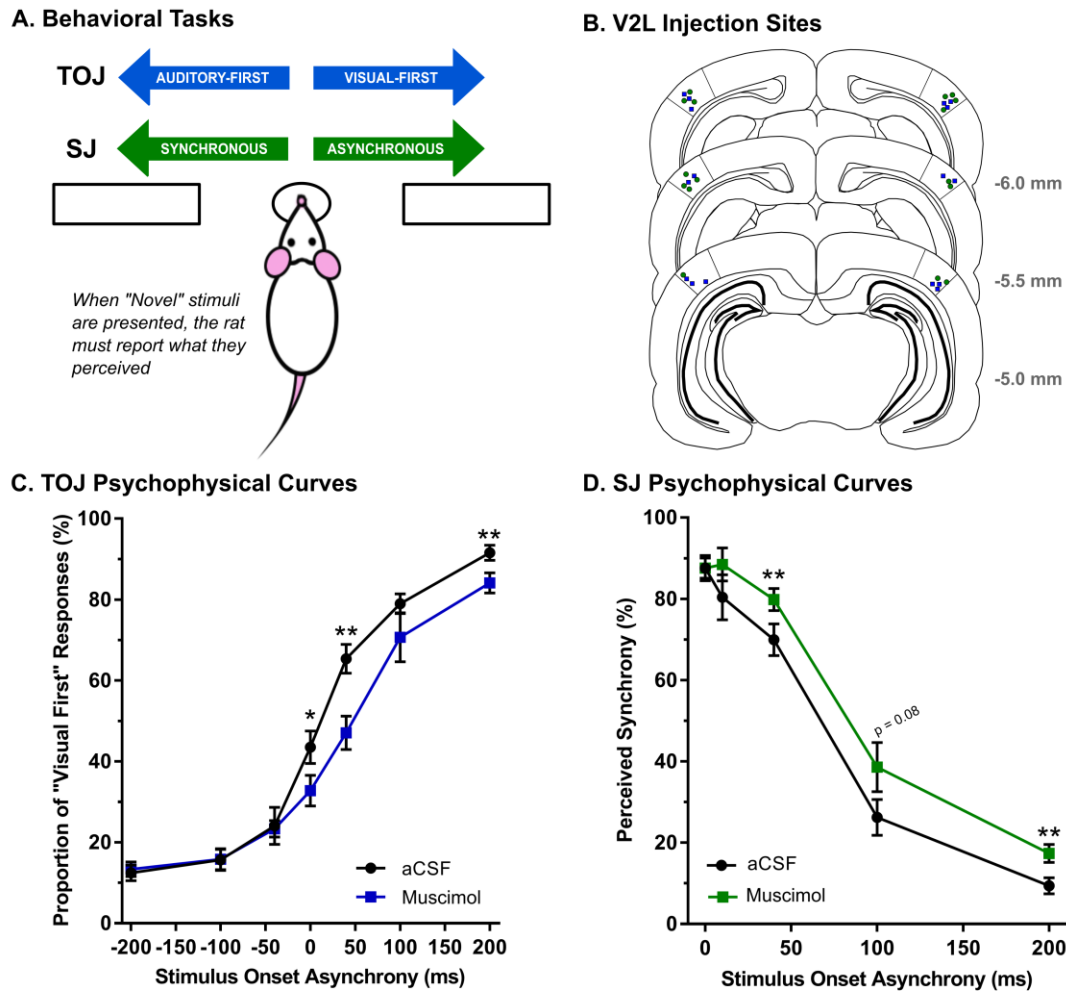 A. Behavioral Tasks
TOJ
AUDITORY-FIRST
VISUAL-FIRST
SJ
SYNCHRONOUS
ASYNCHRONOUS
When "Novel" stimuli
are presented, the rat
must report what they
perceived
B. V2L Injection Sites
-6.0 mm
-5.5 mm
-5.0 mm
C. TOJ Psychophysical Curves
Proportion of "Visual First" Responses (%)
100
80
60
40
20
0
*
**
**
aCSF
Muscimol
-200 -150 -100 -50 0 50 100 150 200
Stimulus Onset Asynchrony (ms)
D. SJ Psychophysical Curves
Perceived Synchrony (%)
100
80
60
40
20
0
**
p = 0.08
**
aCSF
Muscimol
0 50 100 150 200
Stimulus Onset Asynchrony (ms)